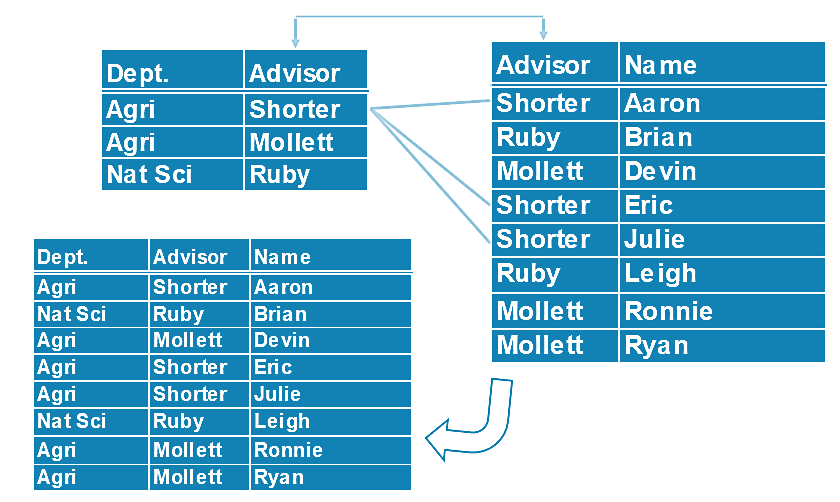 Dept. Advisor
Agri Shorter
Agri Mollett
Nat Sci Ruby
Advisor Name
Shorter Aaron
Ruby Brian
Mollett Devin
Shorter Eric
Shorter Julie
Ruby Leigh
Mollett Ronnie
Mollett Ryan
Dept. Advisor Name
Agri Shorter Aaron
Nat Sci Ruby Brian
Agri Mollett Devin
Agri Shorter Eric
Agri Shorter Julie
Nat Sci Ruby Leigh
Agri Mollett Ronnie
Agri Mollett Ryan